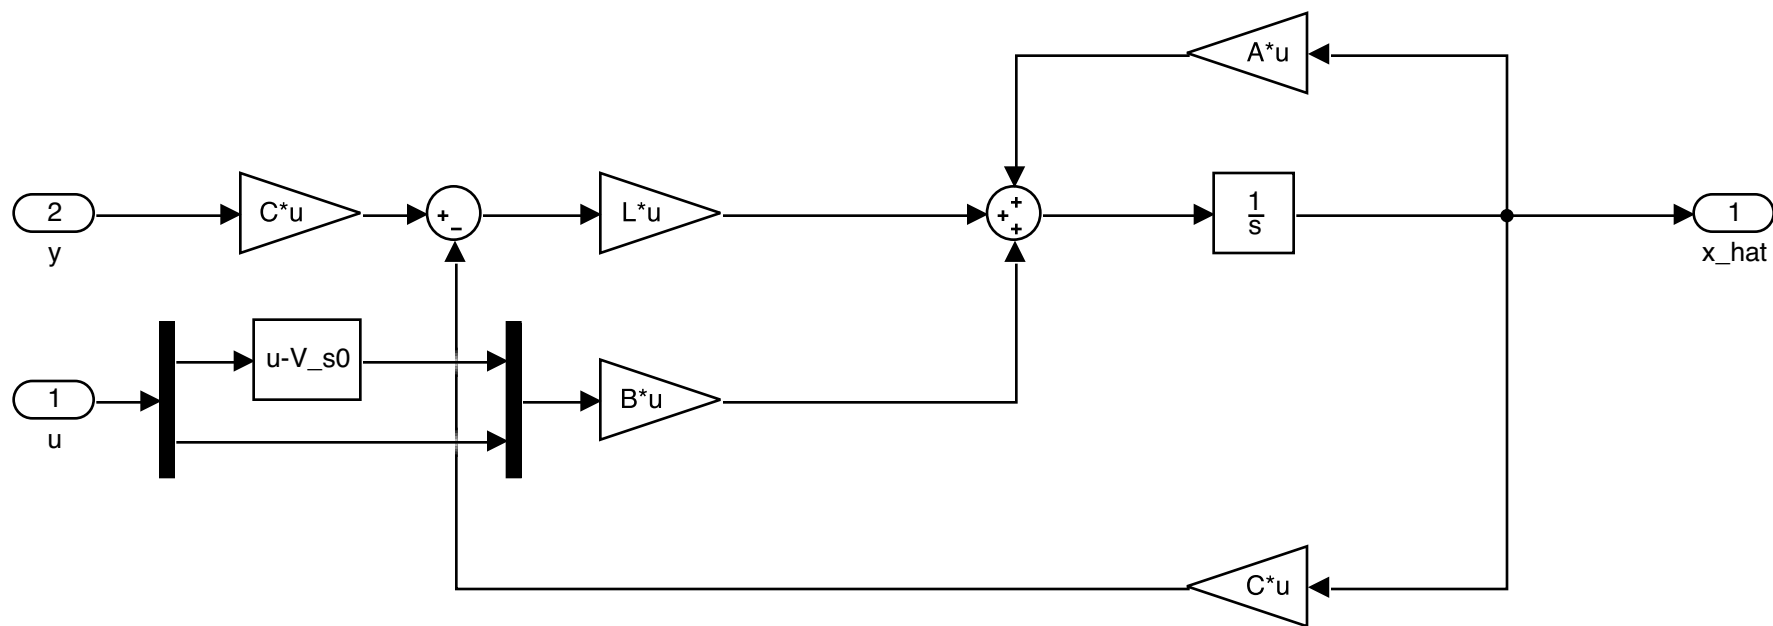 A*u
2
y
C*u
+
−
L*u
+
+
+
1
s
1
x_hat
1
u
u-V_s0
B*u
C*u